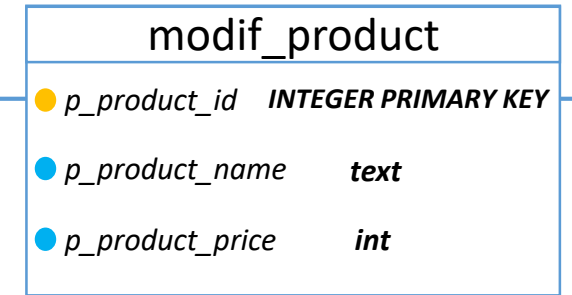 modif_product
p_product_id INTEGER PRIMARY KEY
p_product_name text
p_product_price int